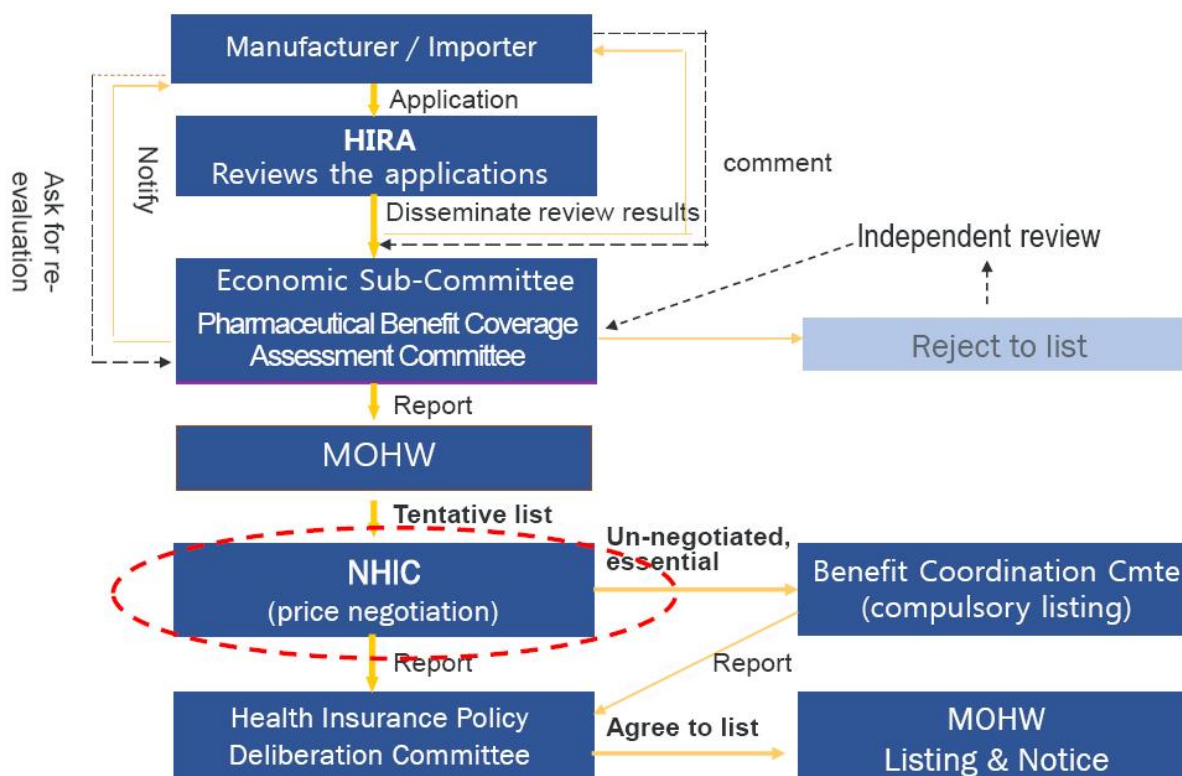 Manufacturer / Importer
Application
HIRA
Reviews the applications
comment
Notify
Ask for re-
evaluation
Disseminate review results
Independent review
Economic Sub-Committee
Pharmaceutical Benefit Coverage
Assessment Committee
Reject to list
Report
MOHW
Tentative list
Un-negotiated,
essential
NHIC
(price negotiation)
Benefit Coordination Cmte
(compulsory listing)
Report
Report
Health Insurance Policy
Deliberation Committee
Agree to list
MOHW
Listing & Notice